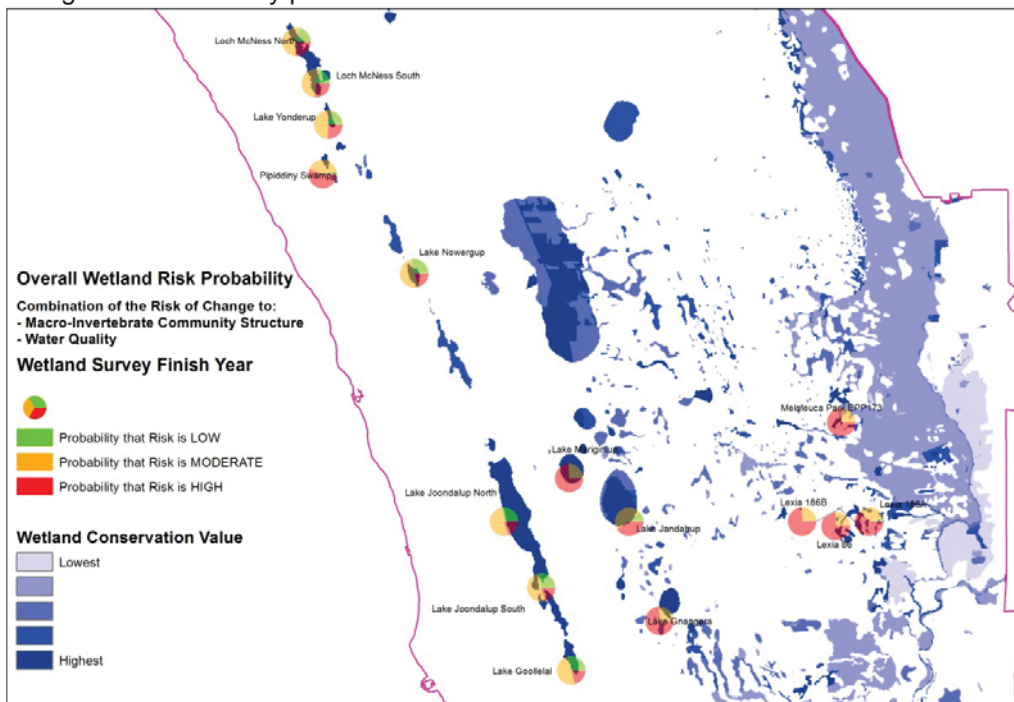 Loch McNess North
Loch McNess South
Lake Yonderup
Pipiddiny Swamp
Lake Nowergup
Overall Wetland Risk Probability
Combination of the Risk of Change to:
- Macro-Invertebrate Community Structure
- Water Quality
Wetland Survey Finish Year
Probability that Risk is LOW
Probability that Risk is MODERATE
Probability that Risk is HIGH
Melaleuca Park EPP173
Lake Mariginiup
Lake Joondalup North
Lexia 186B
Lexia 186A
Lake Jandabup
Lexia 86
Wetland Conservation Value
Lowest
Highest
Lake Joondalup South
Lake Gnangara
Lake Goollelal